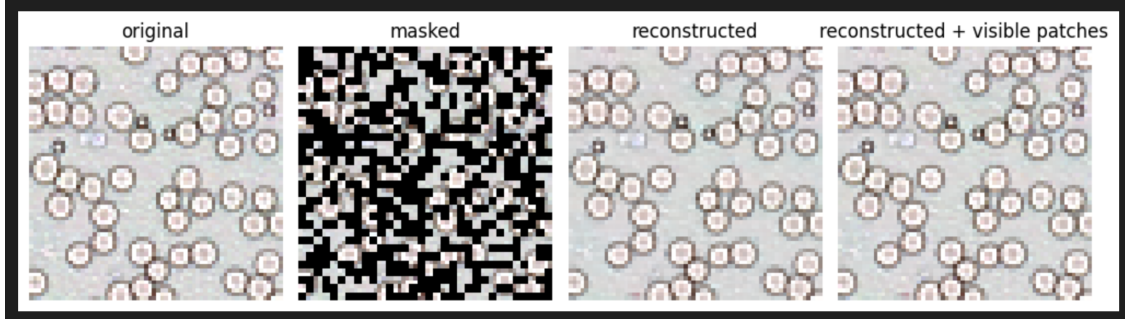 original
masked
reconstructed
reconstructed + visible patches